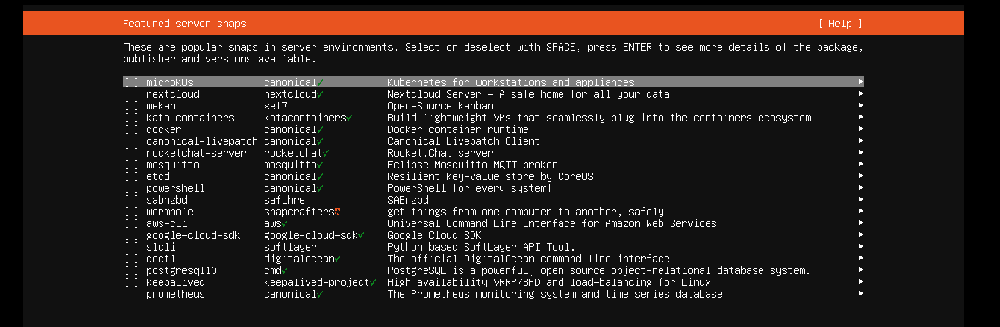 Featured server snaps [ Help ]
These are popular snaps in server environments. Select or deselect with SPACE, press ENTER to see more details of the package,
publisher and versions available.
[ ] microk8s canonical✓ Kubernetes for workstations and appliances ▸
[ ] nextcloud nextcloud✓ Nextcloud Server - A safe home for all your data ▸
[ ] wekan xet7 Open-Source kanban ▸
[ ] kata-containers katacontainers✓ Build lightweight VMs that seamlessly plug into the containers ecosystem ▸
[ ] docker canonical✓ Docker container runtime ▸
[ ] canonical-livepatch canonical✓ Canonical Livepatch Client ▸
[ ] rocketchat-server rocketchat✓ Rocket.Chat server ▸
[ ] mosquitto mosquitto✓ Eclipse Mosquitto MQTT broker ▸
[ ] etcd canonical✓ Resilient key-value store by CoreOS ▸
[ ] powershell canonical✓ PowerShell for every system! ▸
[ ] sabnzbd safihre SABnzbd ▸
[ ] wormhole snapcrafters get things from one computer to another, safely ▸
[ ] aws-cli aws✓ Universal Command Line Interface for Amazon Web Services ▸
[ ] google-cloud-sdk google-cloud-sdk✓ Google Cloud SDK ▸
[ ] slcli softlayer Python based SoftLayer API Tool. ▸
[ ] doctl digitalocean✓ The official DigitalOcean command line interface ▸
[ ] postgresql10 cmd✓ PostgreSQL is a powerful, open source object-relational database system. ▸
[ ] keepalived keepalived-project✓ High availability VRRP/BFD and load-balancing for Linux ▸
[ ] prometheus canonical✓ The Prometheus monitoring system and time series database ▸